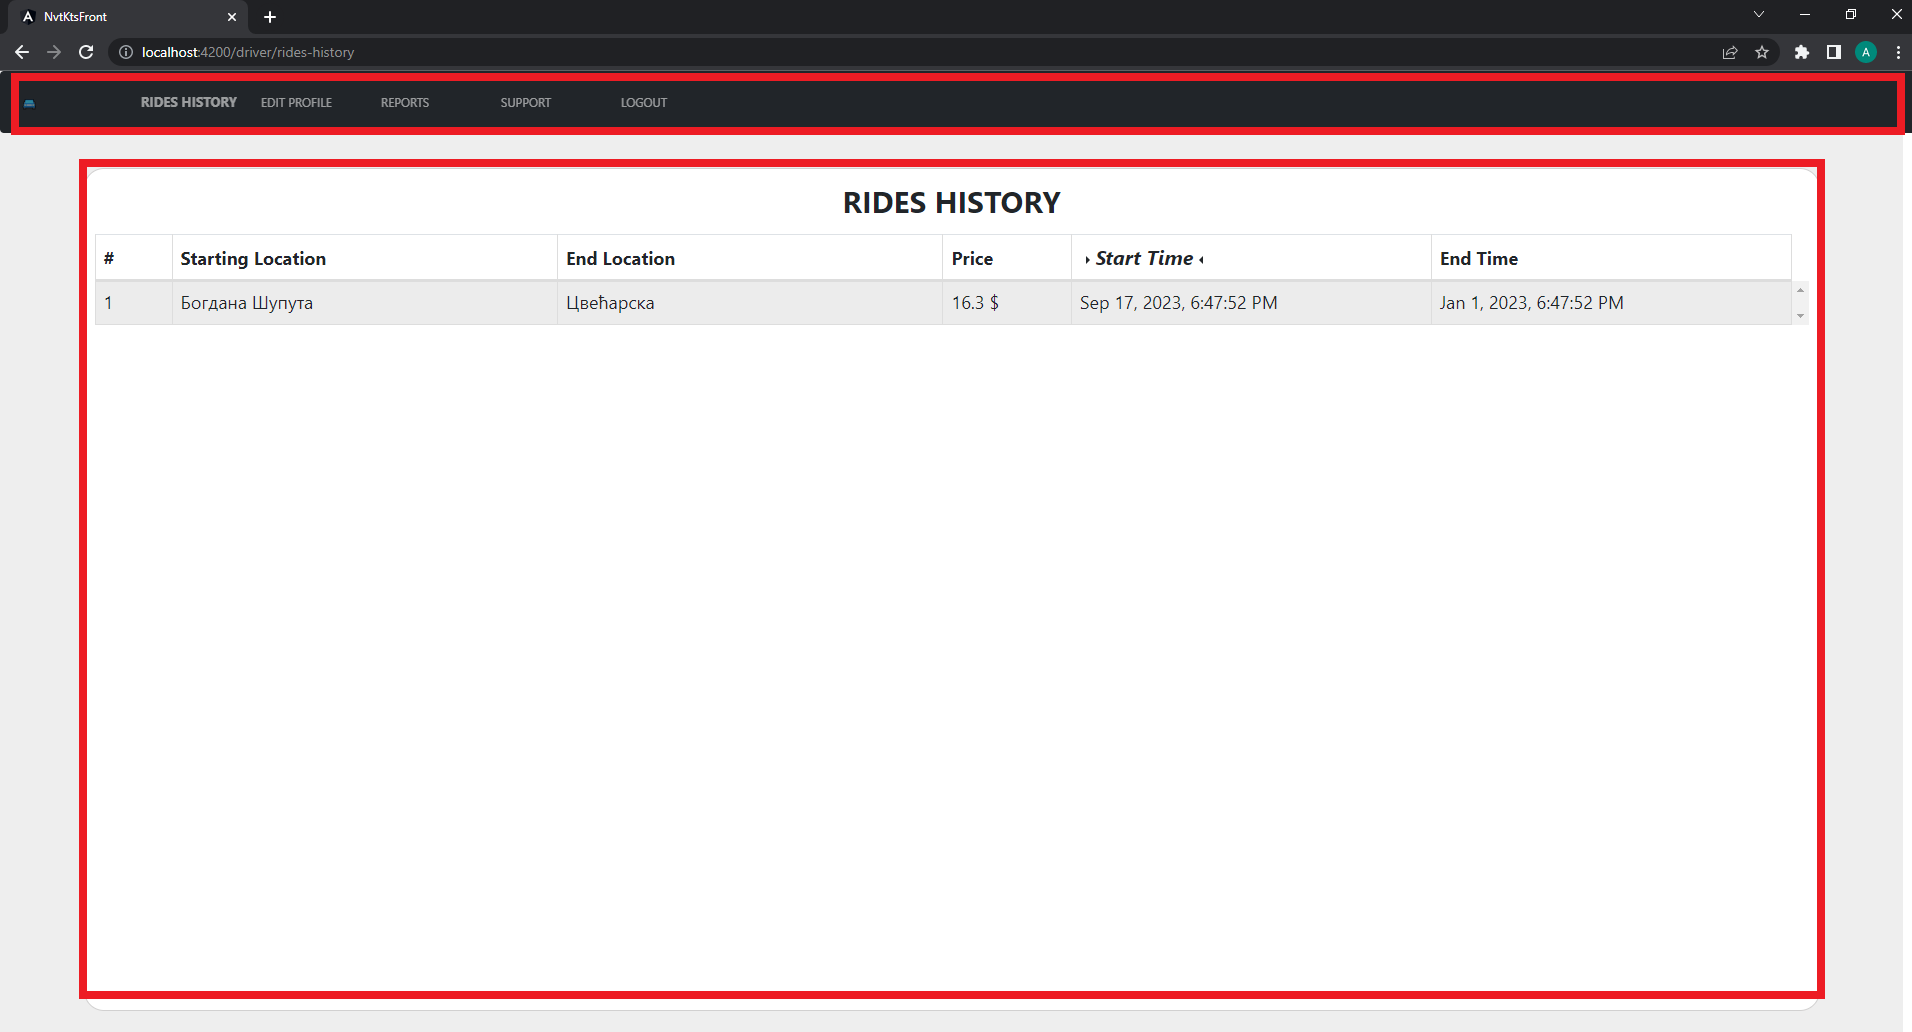 NvtKtsFront
localhost:4200/driver/rides-history
A
RIDES HISTORY EDIT PROFILE REPORTS SUPPORT LOGOUT
RIDES HISTORY
# Starting Location End Location Price Start Time End Time
1 Богдана Шупута Цвећарска 16.3 $ Sep 17, 2023, 6:47:52 PM Jan 1, 2023, 6:47:52 PM